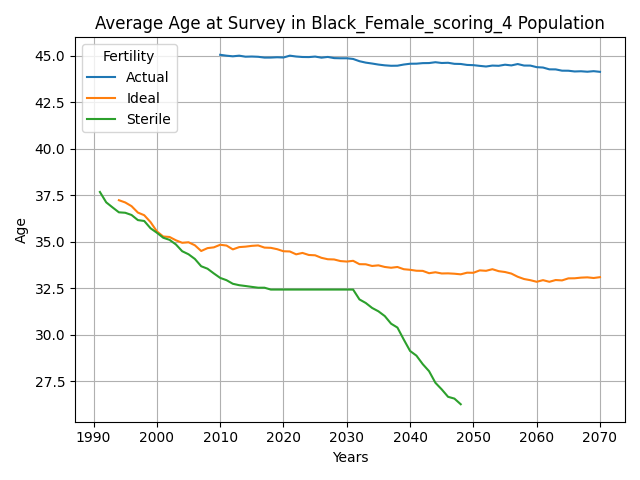 Average Age at Survey in Black_Female_scoring_4 Population
Fertility
Actual
Ideal
Sterile
45.0
42.5
40.0
37.5
35.0
32.5
30.0
27.5
Age
1990 2000 2010 2020 2030 2040 2050 2060 2070
Years